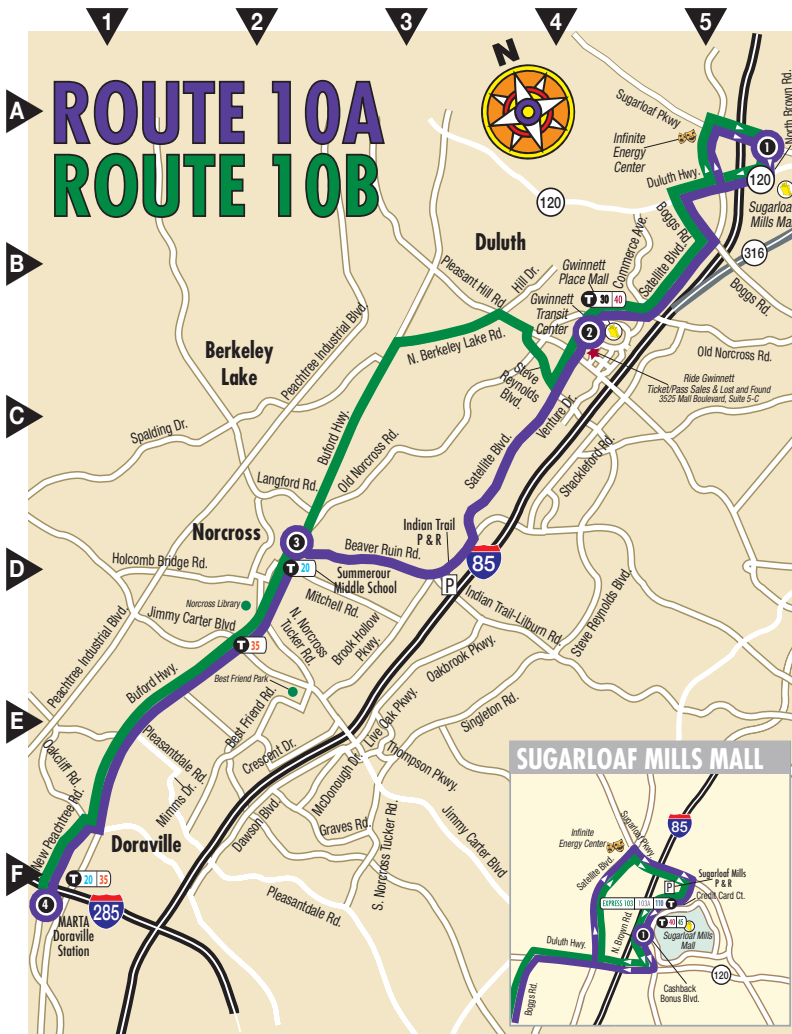 1 2 3 4 5
A
B
C
D
E
F
ROUTE 10A
ROUTE 10B
N
Sugarloaf Pkwy
North Brown Rd.
Infinite
Energy
Center
1
Duluth Hwy.
120
120
Sugarloaf
Mills Ma
Boggs Rd.
Duluth
Commerce Ave.
316
Hill Dr.
Gwinnett
Place Mall
Satellite Blvd.
Pleasant Hill Rd.
T 30 40
Boggs Rd.
Gwinnett
Transit
Center
2
Peachtree Industrial Blvd.
N. Berkeley Lake Rd.
Old Norcross Rd.
Berkeley
Lake
Steve
Reynolds
Blvd.
Ride Gwinnett
Ticket/Pass Sales & Lost and Found
3525 Mall Boulevard, Suite 5-C
Venture Dr.
Buford Hwy.
Spalding Dr.
Old Norcross Rd.
Satellite Blvd.
Shackleford Rd.
Langford Rd.
Norcross
3
Indian Trail
P & R
Beaver Ruin Rd.
85
Holcomb Bridge Rd.
T 20
Summerour
Middle School
P
Mitchell Rd.
Indian Trail-Lilburn Rd.
Steve Reynolds Blvd.
Norcross Library
Jimmy Carter Blvd
Peachtree Industrial Blvd.
N. Norcross
Tucker Rd.
Brook Hollow
Pkwy.
T 35
Oakbrook Pkwy.
Buford Hwy.
Best Friend Park
Best Friend Rd.
Singleton Rd.
Live Oak Pkwy.
Oakcliff Rd.
Pleasantdale Rd.
Crescent Dr.
Thompson Pkwy.
McDonough Dr.
Mimms Dr.
New Peachtree Rd.
Dawson Blvd.
Graves Rd.
Jimmy Carter Blvd
Doraville
S. Norcross Tucker Rd.
T 20 35
Pleasantdale Rd.
4
285
MARTA
Doraville
Station
SUGARLOAF MILLS MALL
85
Sugarloaf Pkwy
Infinite
Energy Center
Satellite Blvd.
Sugarloaf Mills
P & R
P
Credit Card Ct.
EXPRESS 103 103A 110 T
N. Brown Rd.
T 40 45
1
Sugarloaf Mills
Mall
Duluth Hwy.
120
Cashback
Bonus Blvd.
Boggs Rd.